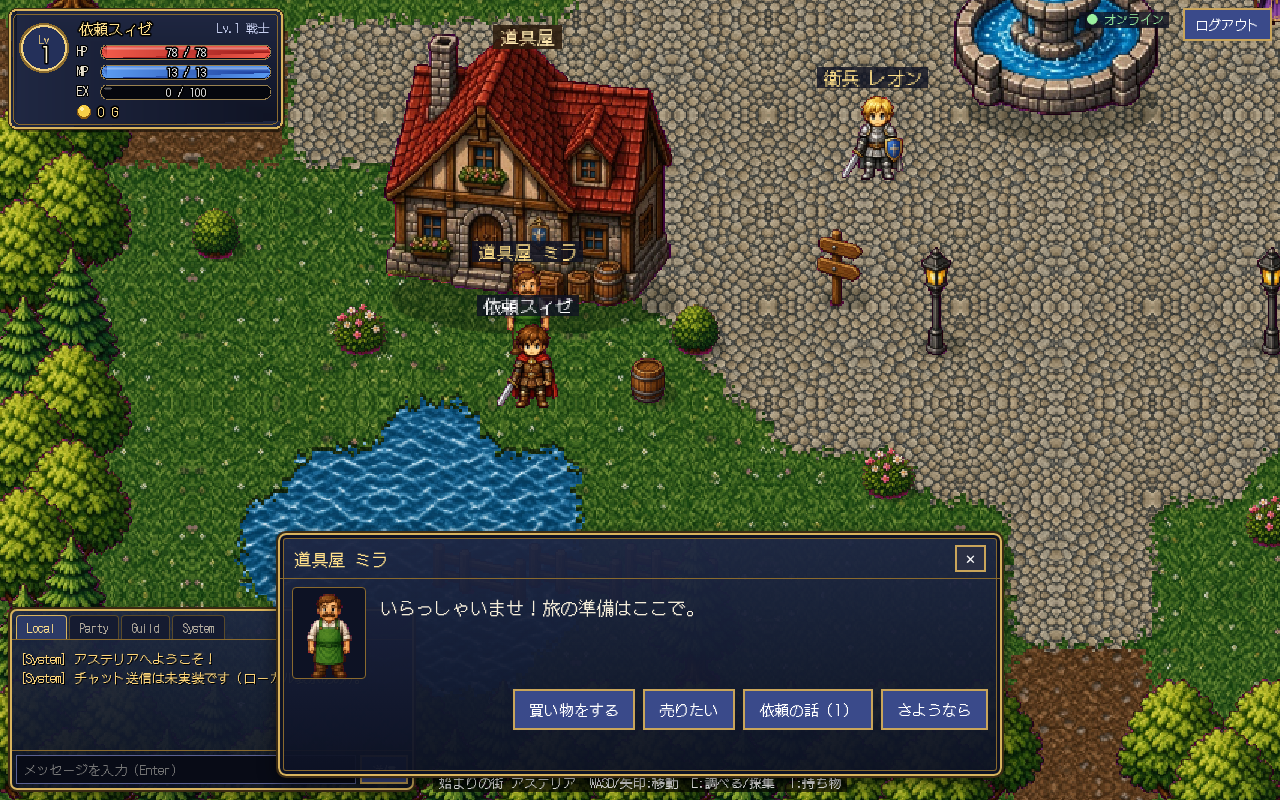 Lv
1
依頼スィゼ
Lv.1 戦士
HP 78 / 78
MP 13 / 13
EX 0 / 100
0 G
道具屋
衛兵 レオン
オンライン
ログアウト
道具屋 ミラ
依頼スィゼ
道具屋 ミラ
×
いらっしゃいませ！旅の準備はここで。
買い物をする
売りたい
依頼の話（1）
さようなら
Local
Party
Guild
System
[System] アステリアへようこそ！
[System] チャット送信は未実装です（ローカ
メッセージを入力（Enter）
始まりの街 アステリア WASD/矢印:移動 E:調べる/採集 I:持ち物